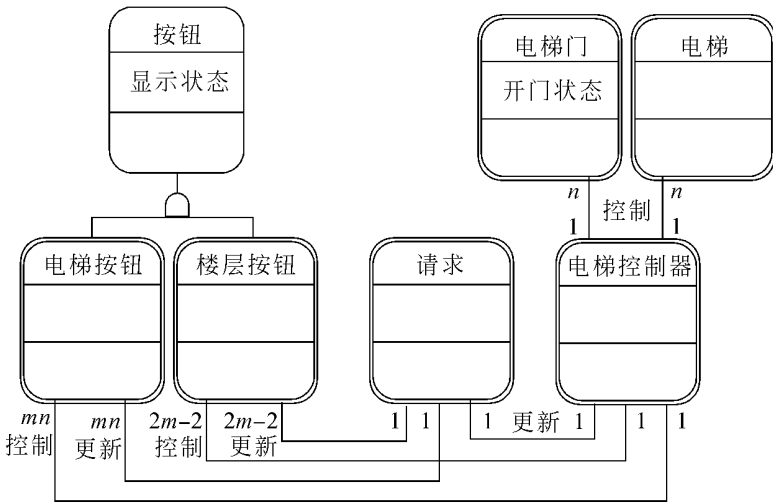 按钮
显示状态
电梯门
开门状态
电梯
n
n
控制
1
1
电梯按钮
楼层按钮
请求
电梯控制器
mn
控制
mn
更新
2m-2
控制
2m-2
更新
1
1
1
更新
1
1
1